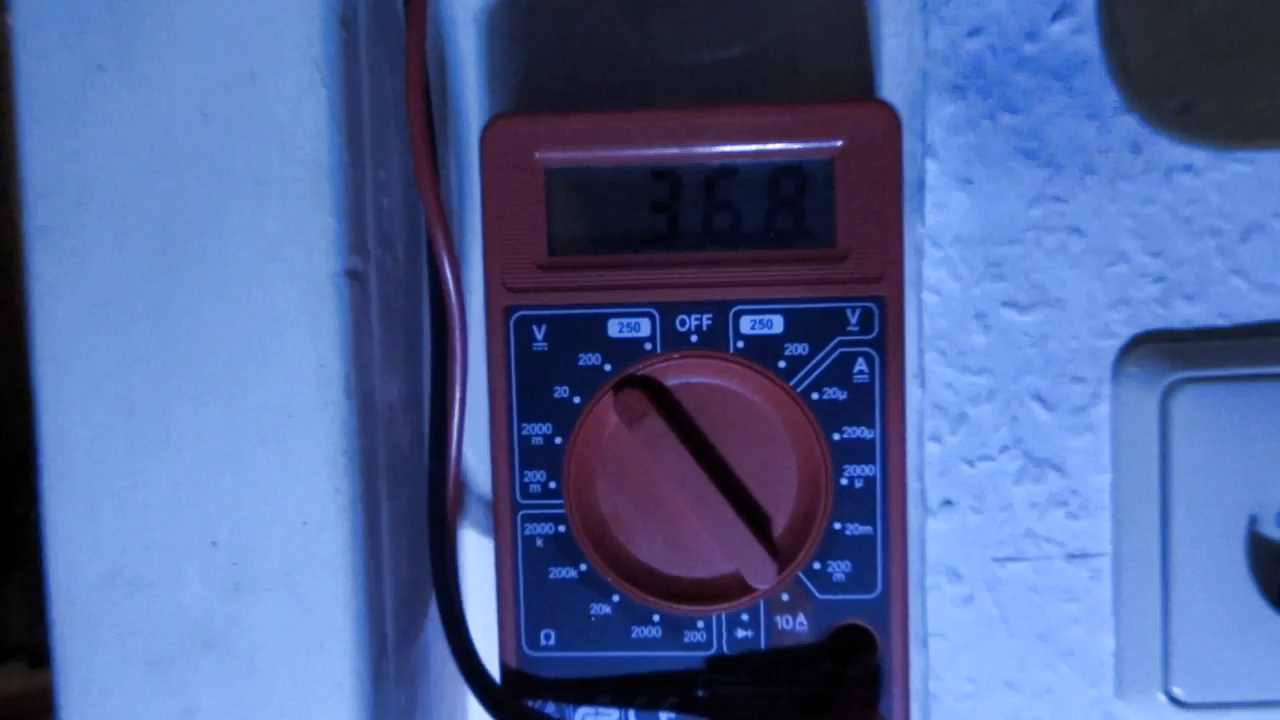 368
V 250 OFF 250 V
200 200 A
20 20µ
2000 m 200µ
200 m 2000 µ
2000 k 20m
200k 200 m
20k 10A
Ω 2000 200